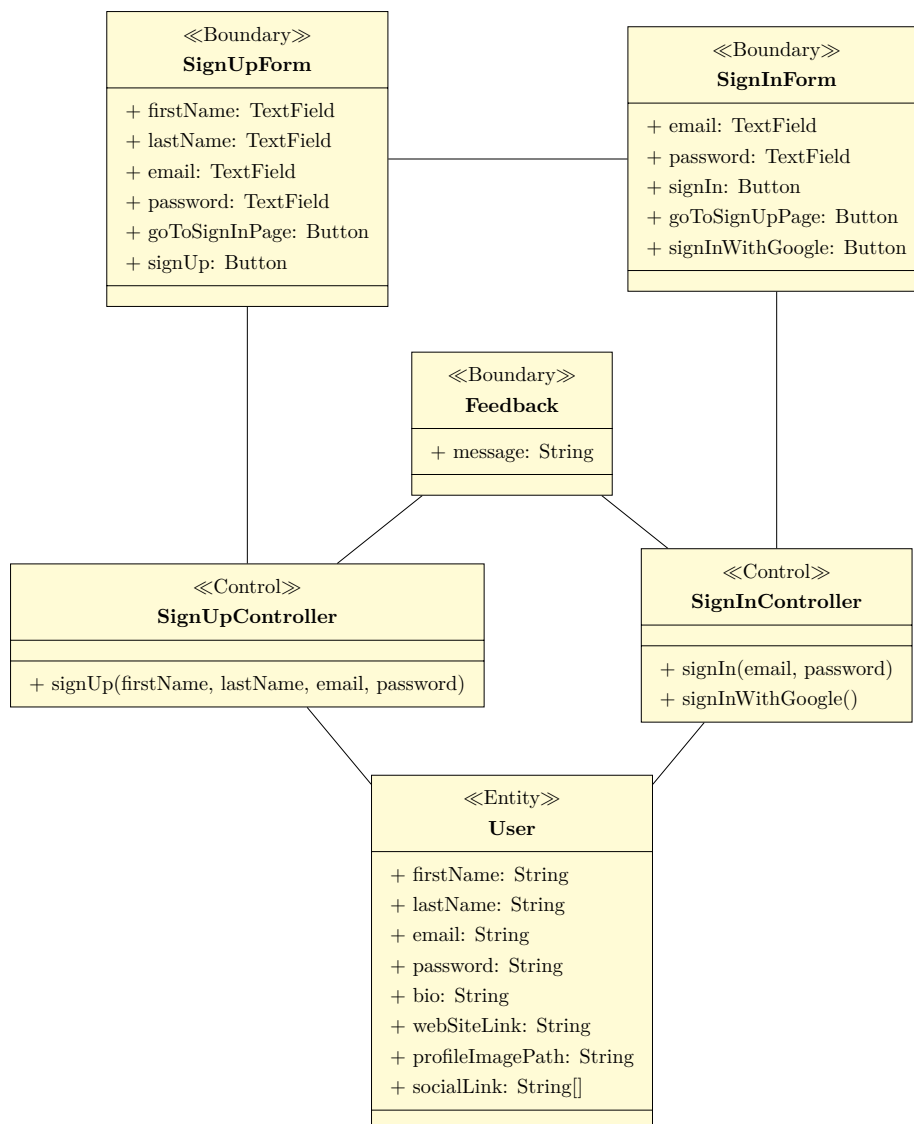 ≪Boundary≫
SignUpForm
+ firstName: TextField
+ lastName: TextField
+ email: TextField
+ password: TextField
+ goToSignInPage: Button
+ signUp: Button
≪Boundary≫
SignInForm
+ email: TextField
+ password: TextField
+ signIn: Button
+ goToSignUpPage: Button
+ signInWithGoogle: Button
≪Boundary≫
Feedback
+ message: String
≪Control≫
SignUpController
+ signUp(firstName, lastName, email, password)
≪Control≫
SignInController
+ signIn(email, password)
+ signInWithGoogle()
≪Entity≫
User
+ firstName: String
+ lastName: String
+ email: String
+ password: String
+ bio: String
+ webSiteLink: String
+ profileImagePath: String
+ socialLink: String[]